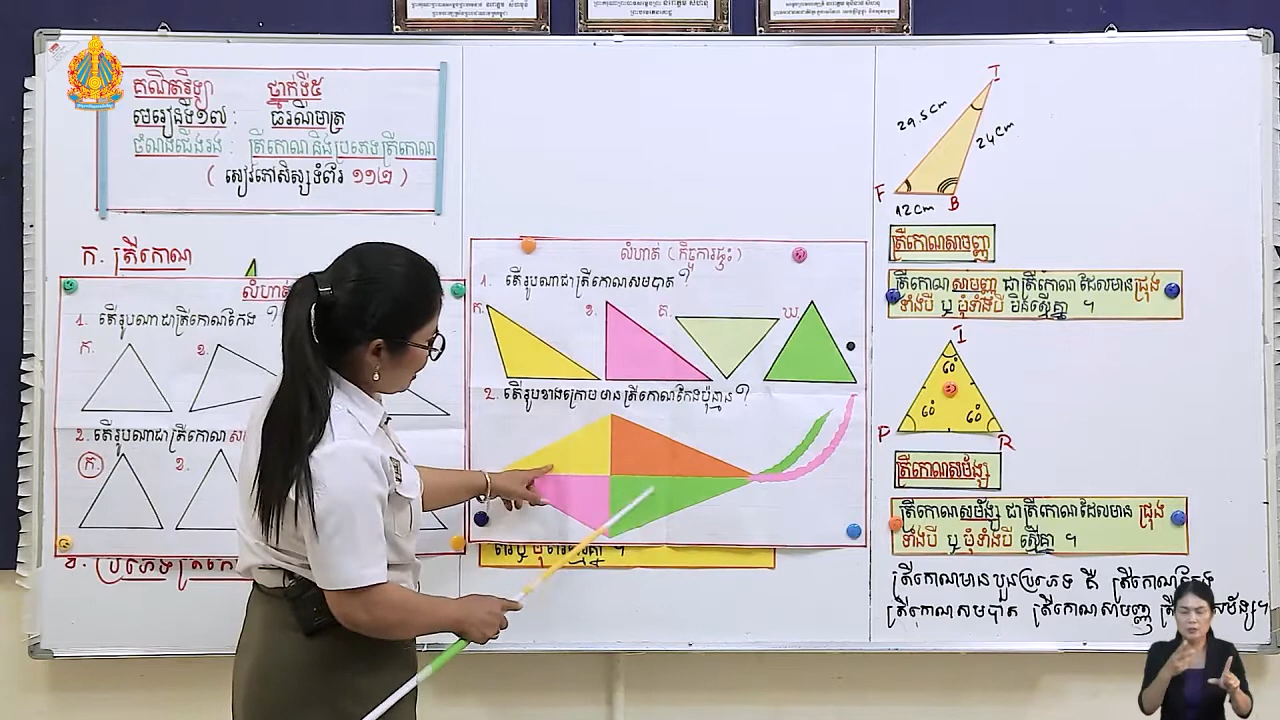 គណិតវិទ្យា ថ្នាក់ទី៥
មេរៀនទី១៧ : ធរណីមាត្រ
ចំណងជើងរង : ត្រីកោណនិងប្រភេទត្រីកោណ
( សៀវភៅសិស្សទំព័រ ១១២ )
ក. ត្រីកោណ
លំហាត់
1. តើរូបណាជាត្រីកោណកែង ?
ក. ខ.
2. តើរូបណាជាត្រីកោណ
ក. ខ.
លំហាត់ (កិច្ចការផ្ទះ)
1. តើរូបណាជាត្រីកោណសមបាត ?
ក. ខ. គ. ឃ.
2. តើរូបខាងក្រោមមានត្រីកោណកែងប៉ុន្មាន ?
T
29.5cm
24cm
F
B
12cm
ត្រីកោណសាមញ្ញ
ត្រីកោណសាមញ្ញ ជាត្រីកោណដែលមានជ្រុង
ទាំងបី ឬ មុំទាំងបី មិនស្មើគ្នា ។
I
60
60 60
P R
ត្រីកោណសម័ង្ស
ត្រីកោណសម័ង្ស ជាត្រីកោណដែលមាន ជ្រុង
ទាំងបី ឬ មុំទាំងបី ស្មើគ្នា ។
ត្រីកោណមានបួនប្រភេទ គឺ ត្រីកោណកែង
ត្រីកោណសមបាត ត្រីកោណសាមញ្ញ